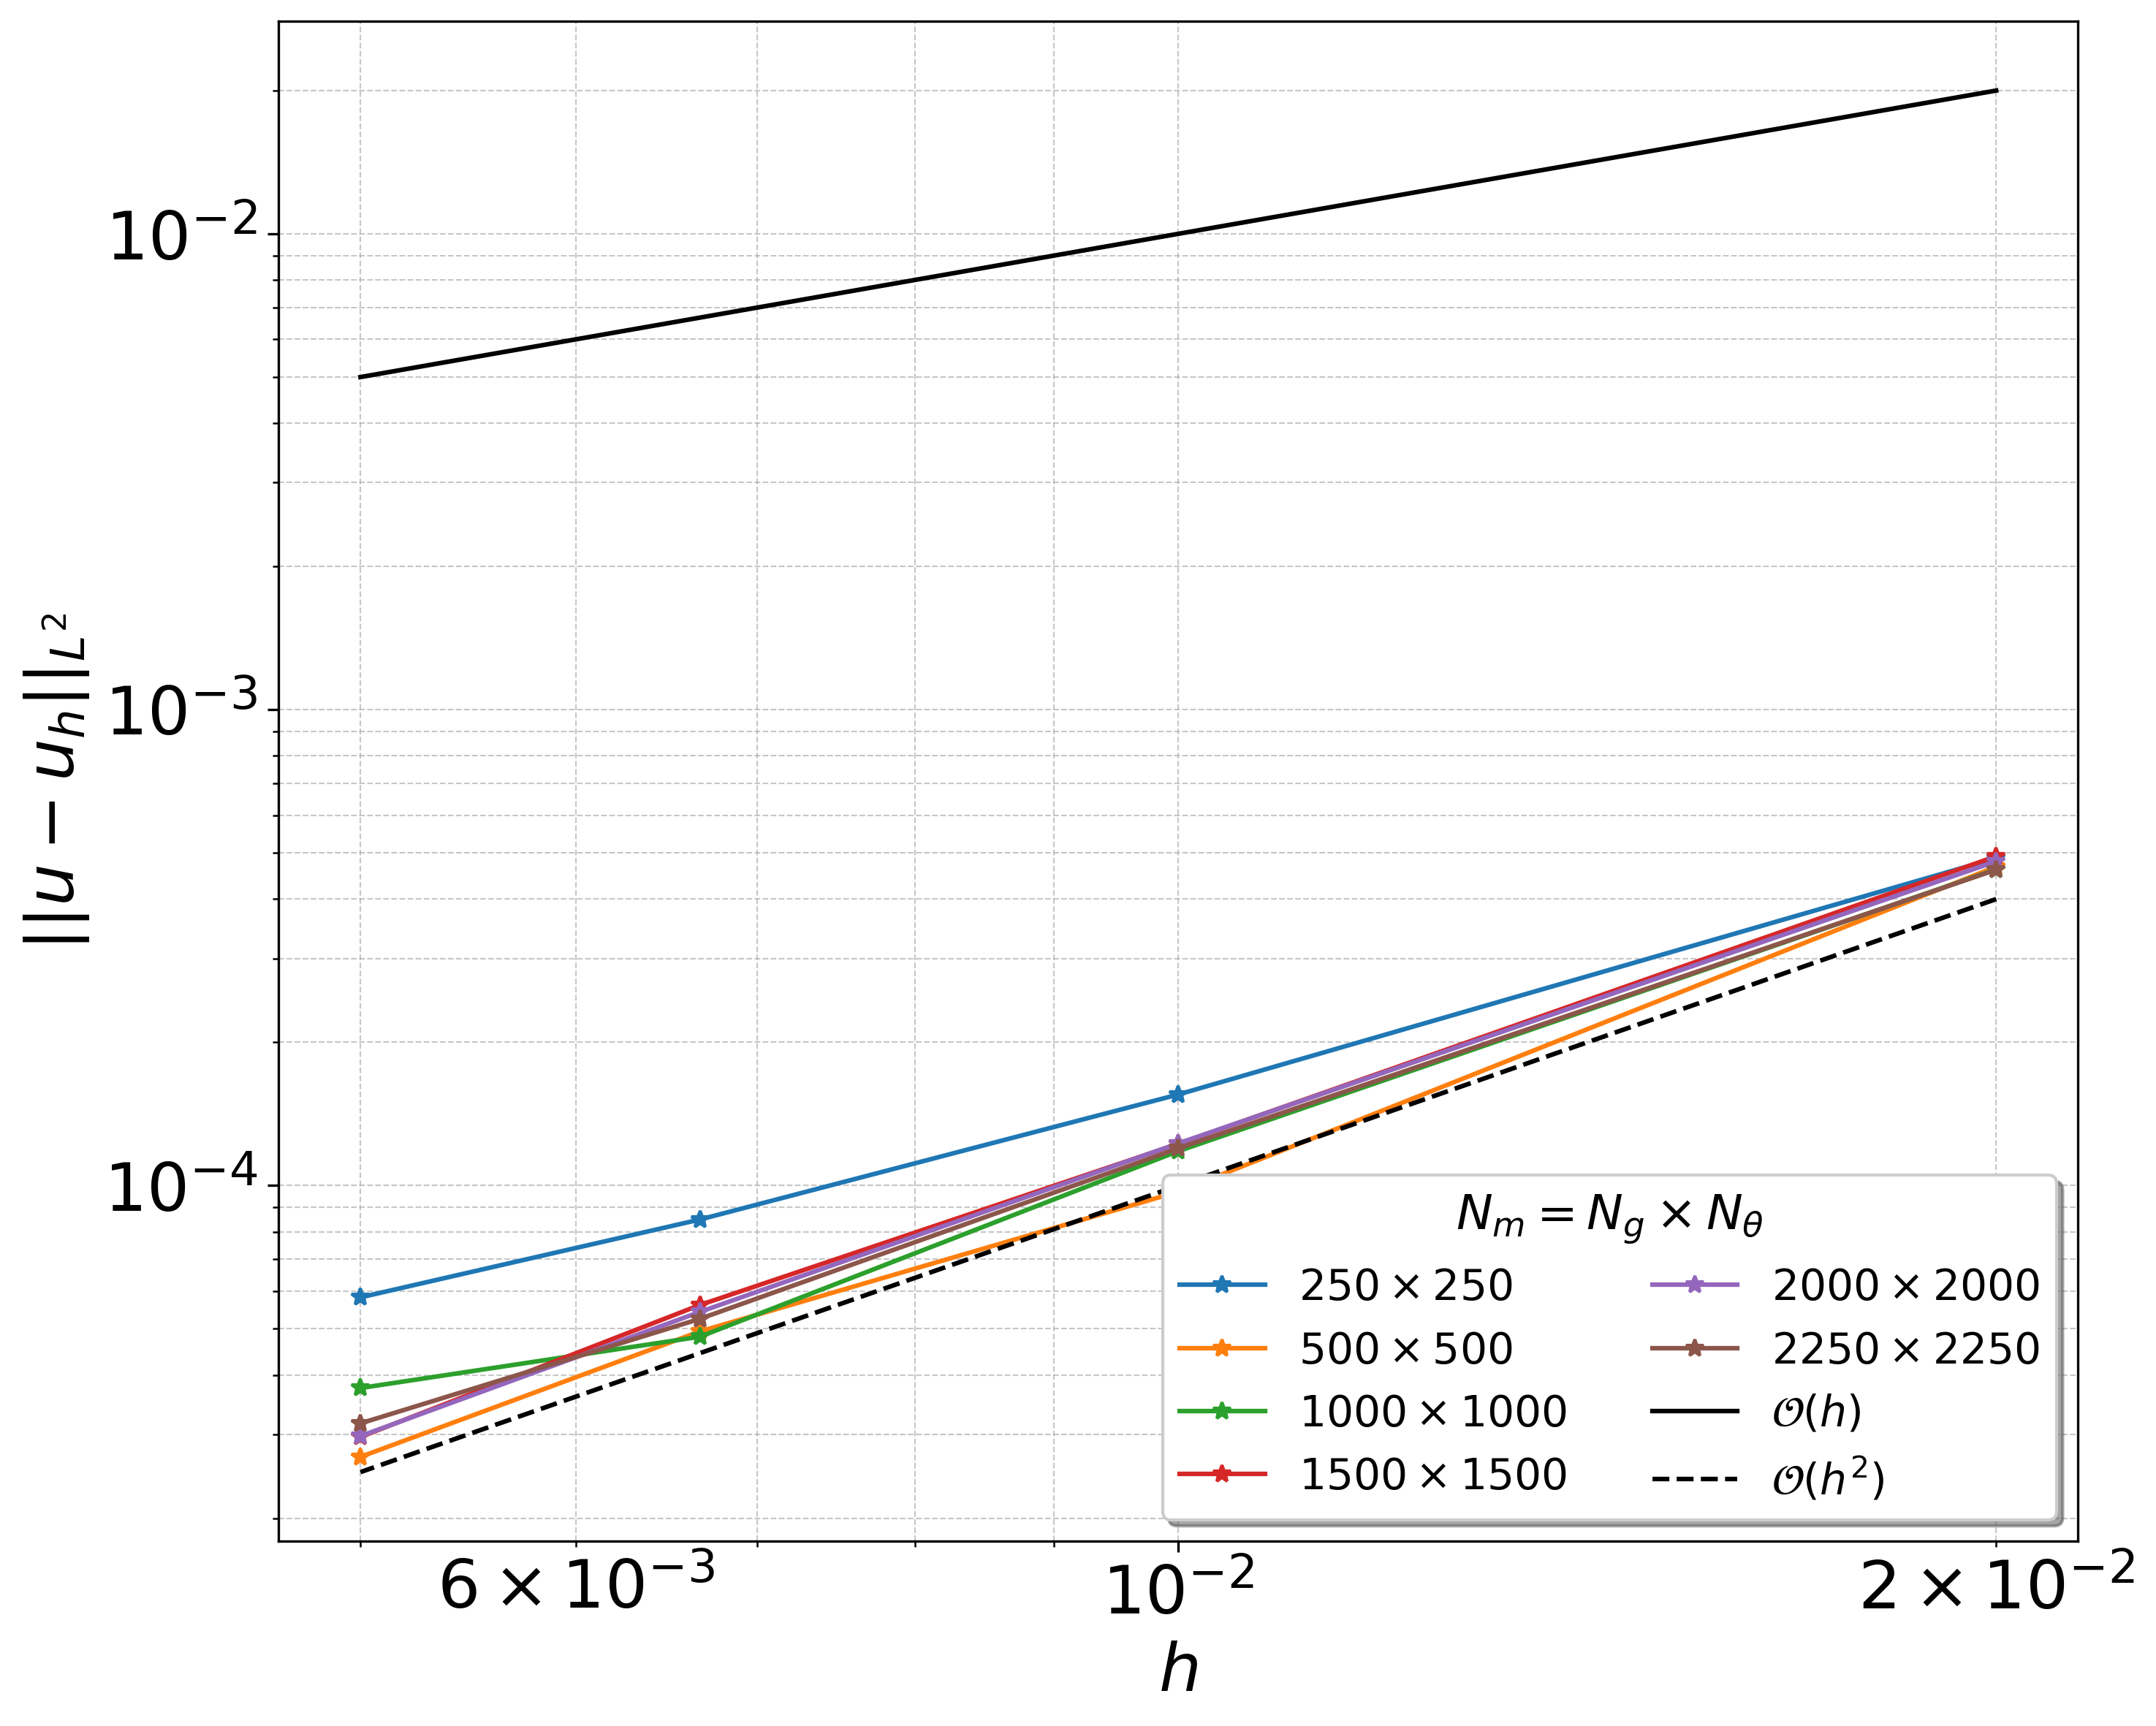 ||u − u_h||_{L^2}
10^{−2}
10^{−3}
10^{−4}
6 × 10^{−3}
10^{−2}
2 × 10^{−2}
h
N_m = N_g × N_θ
250 × 250
500 × 500
1000 × 1000
1500 × 1500
2000 × 2000
2250 × 2250
𝒪(h)
𝒪(h^2)